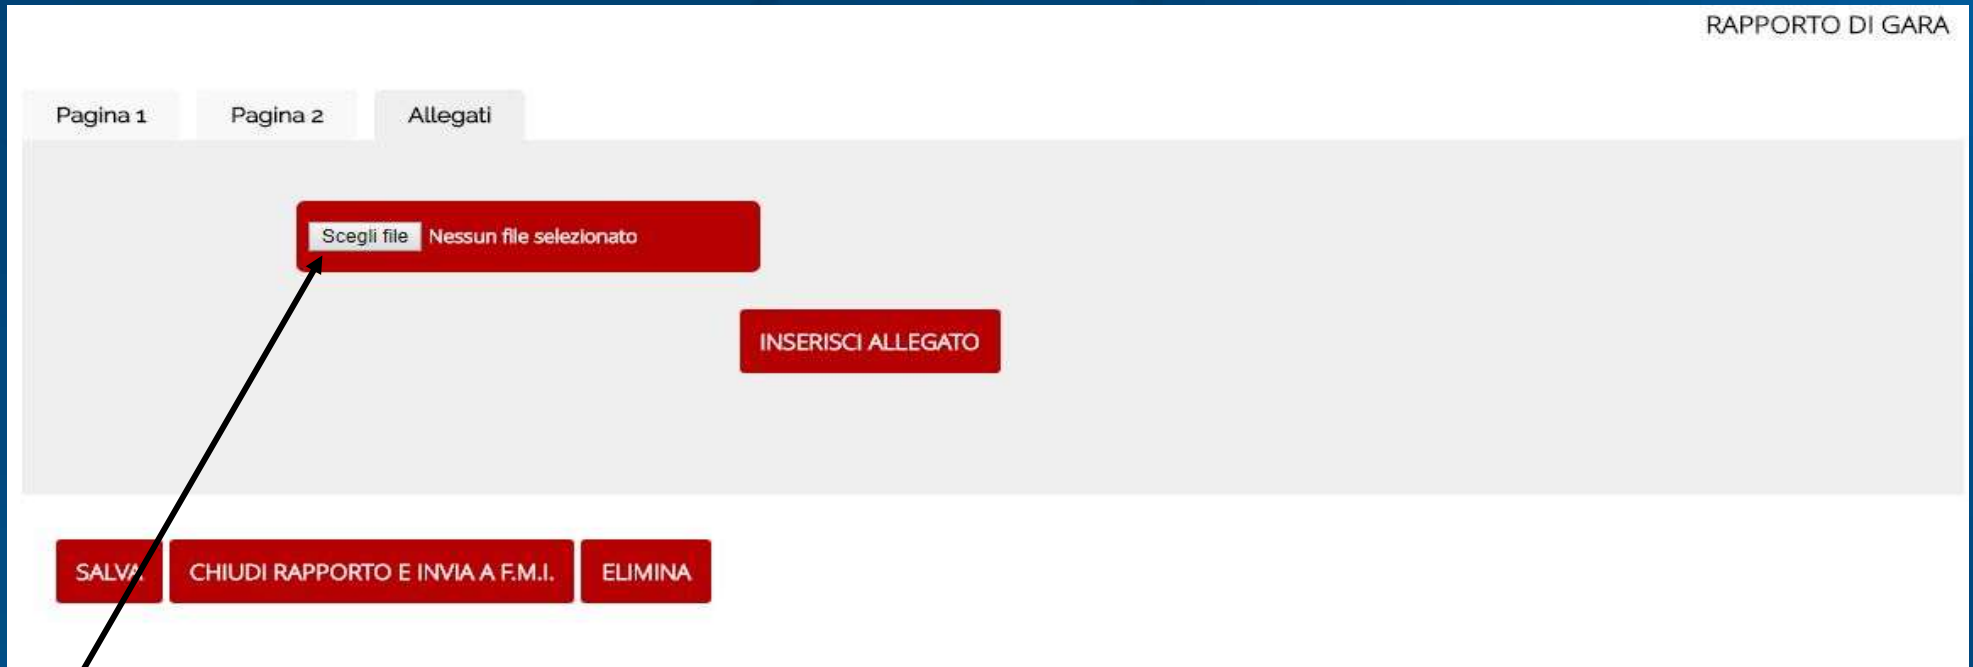 RAPPORTO DI GARA
Pagina 1 Pagina 2 Allegati
Scegli file Nessun file selezionato
INSERISCI ALLEGATO
SALVA CHIUDI RAPPORTO E INVIA A F.M.I. ELIMINA